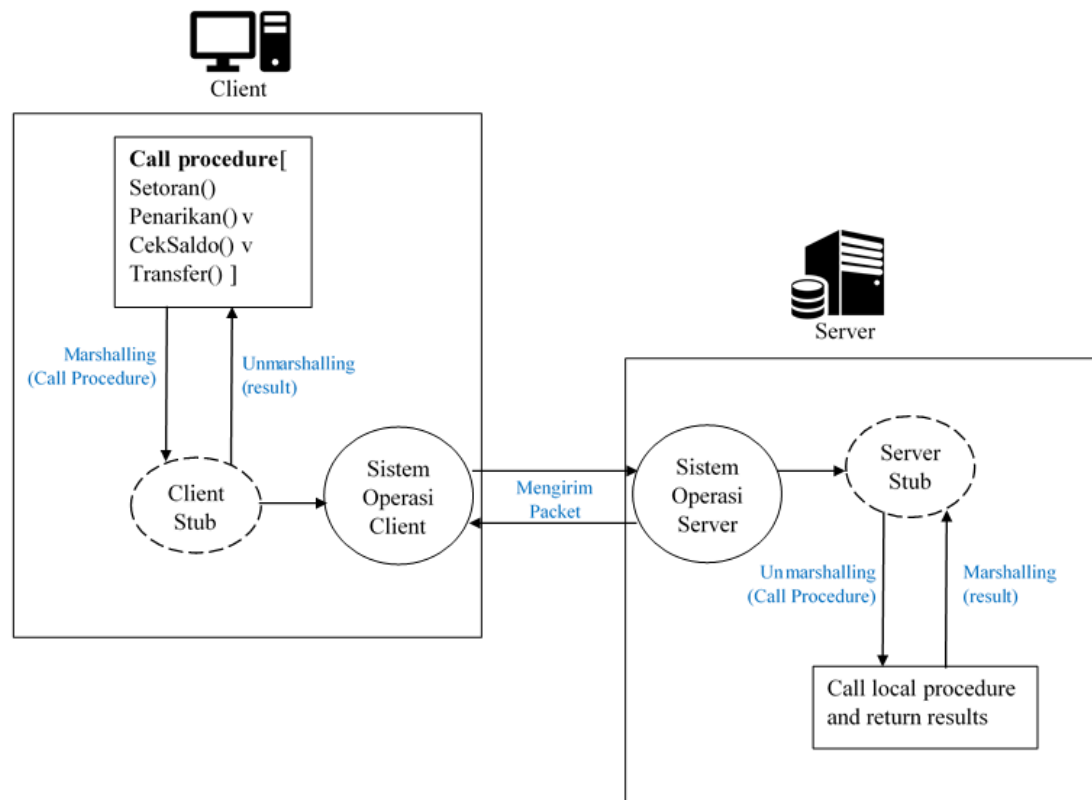 Client
Call procedure[
Setoran()
Penarikan() v
CekSaldo() v
Transfer() ]
Marshalling
(Call Procedure)
Unmarshalling
(result)
Client
Stub
Sistem
Operasi
Client
Mengirim
Packet
Server
Sistem
Operasi
Server
Server
Stub
Unmarshalling
(Call Procedure)
Marshalling
(result)
Call local procedure
and return results